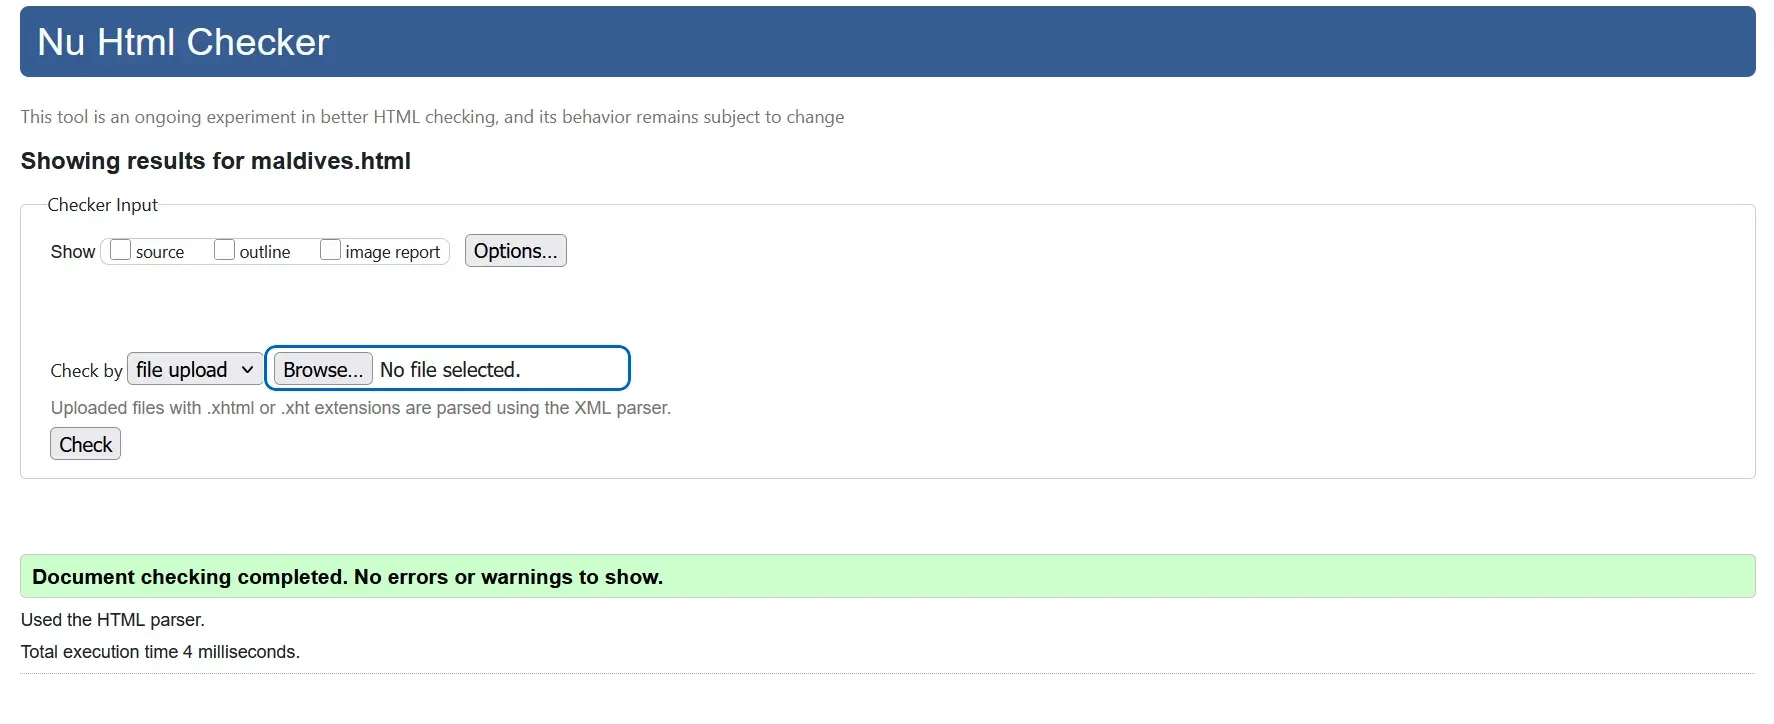 Nu Html Checker
This tool is an ongoing experiment in better HTML checking, and its behavior remains subject to change
Showing results for maldives.html
Checker Input
Show source outline image report Options...
Check by file upload Browse... No file selected.
Uploaded files with .xhtml or .xht extensions are parsed using the XML parser.
Check
Document checking completed. No errors or warnings to show.
Used the HTML parser.
Total execution time 4 milliseconds.